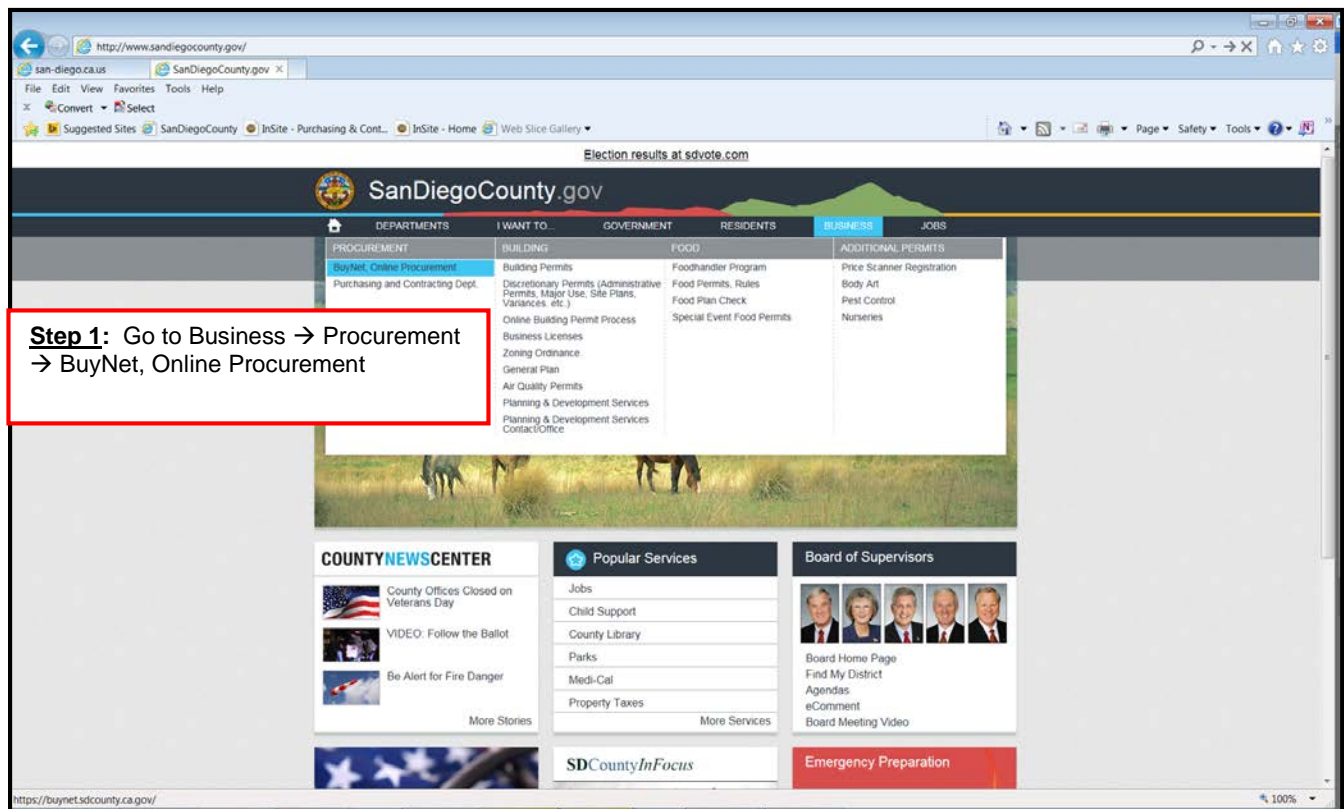 http://www.sandiegocounty.gov/
san-diego.ca.us
SanDiegoCounty.gov
File Edit View Favorites Tools Help
x Convert Select
Suggested Sites SanDiegoCounty InSite - Purchasing & Cont... InSite - Home Web Slice Gallery
Page Safety Tools
Election results at sdvote.com
SanDiegoCounty.gov
DEPARTMENTS I WANT TO... GOVERNMENT RESIDENTS BUSINESS JOBS
PROCUREMENT
BuyNet, Online Procurement
Purchasing and Contracting Dept.
BUILDING
Building Permits
Discretionary Permits (Administrative
Permits, Major Use, Site Plans,
Variances. etc.)
Online Building Permit Process
Business Licenses
Zoning Ordinance
General Plan
Air Quality Permits
Planning & Development Services
Planning & Development Services
Contact/Office
FOOD
Foodhandler Program
Food Permits, Rules
Food Plan Check
Special Event Food Permits
ADDITIONAL PERMITS
Price Scanner Registration
Body Art
Pest Control
Nurseries
Step 1: Go to Business → Procurement
→ BuyNet, Online Procurement
COUNTYNEWSCENTER
County Offices Closed on
Veterans Day
VIDEO: Follow the Ballot
Be Alert for Fire Danger
More Stories
Popular Services
Jobs
Child Support
County Library
Parks
Medi-Cal
Property Taxes
More Services
Board of Supervisors
Board Home Page
Find My District
Agendas
eComment
Board Meeting Video
SDCountyInFocus
Emergency Preparation
https://buynet.sdcounty.ca.gov/
100%